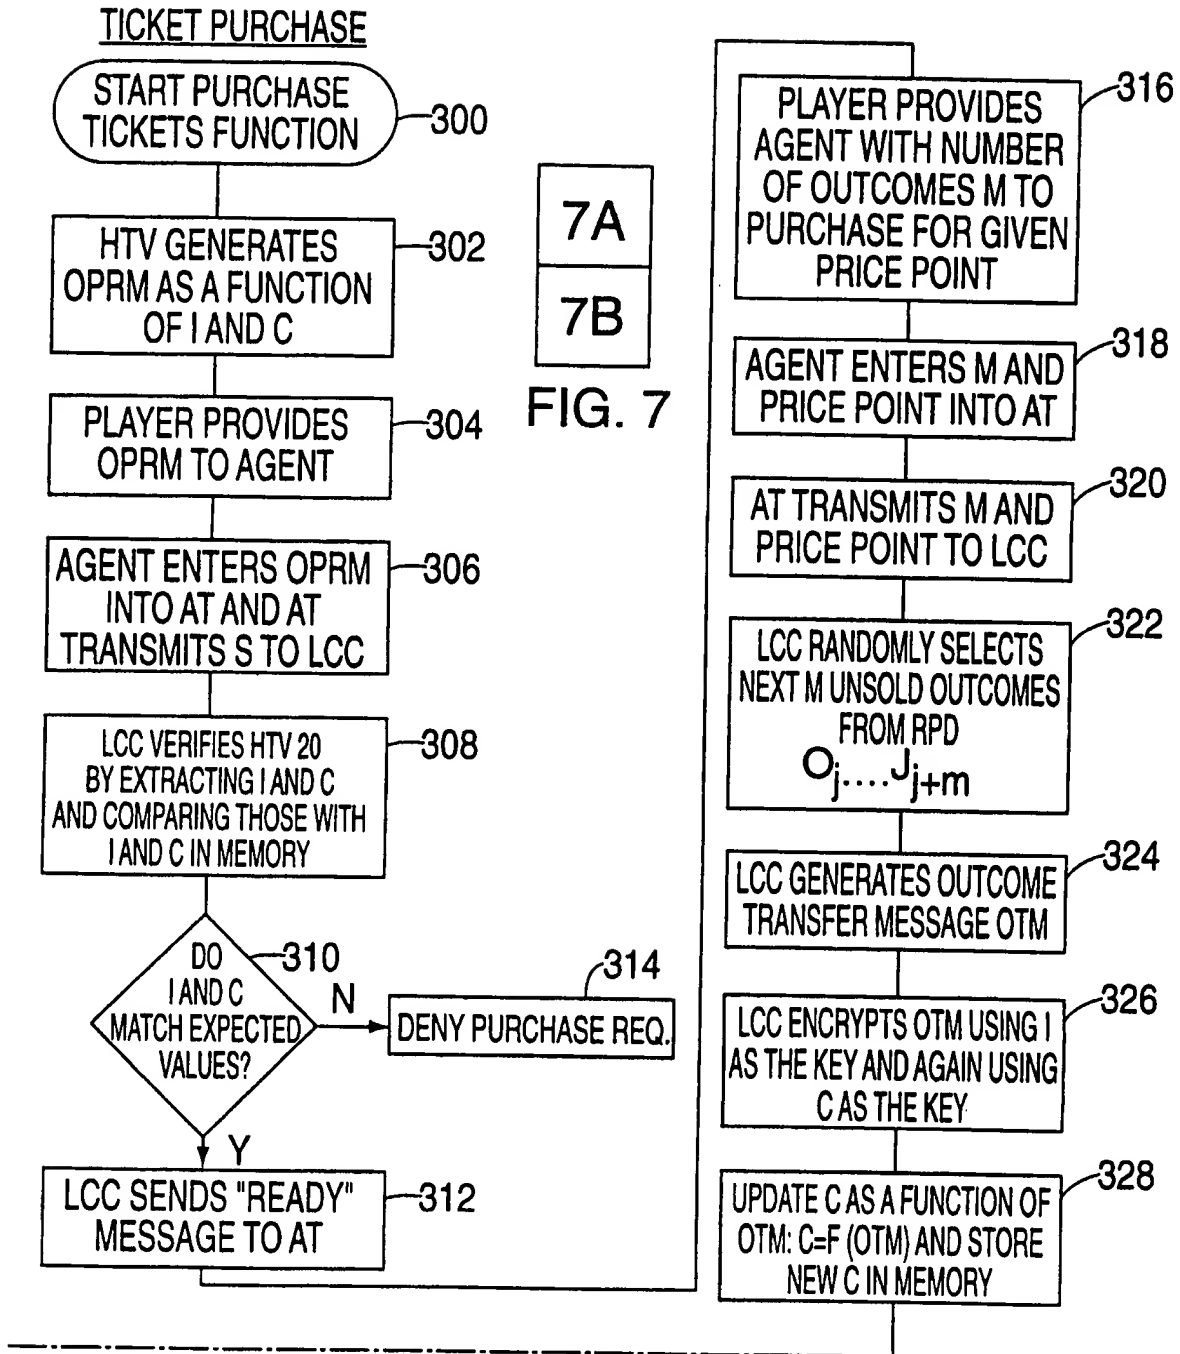 TICKET PURCHASE
START PURCHASE
TICKETS FUNCTION
300
HTV GENERATES
OPRM AS A FUNCTION
OF I AND C
302
PLAYER PROVIDES
OPRM TO AGENT
304
AGENT ENTERS OPRM
INTO AT AND AT
TRANSMITS S TO LCC
306
LCC VERIFIES HTV 20
BY EXTRACTING I AND C
AND COMPARING THOSE WITH
I AND C IN MEMORY
308
DO
I AND C
MATCH EXPECTED
VALUES?
310
N
314
DENY PURCHASE REQ.
Y
LCC SENDS "READY"
MESSAGE TO AT
312
7A
7B
FIG. 7
PLAYER PROVIDES
AGENT WITH NUMBER
OF OUTCOMES M TO
PURCHASE FOR GIVEN
PRICE POINT
316
AGENT ENTERS M AND
PRICE POINT INTO AT
318
AT TRANSMITS M AND
PRICE POINT TO LCC
320
LCC RANDOMLY SELECTS
NEXT M UNSOLD OUTCOMES
FROM RPD
Oj....Jj+m
322
LCC GENERATES OUTCOME
TRANSFER MESSAGE OTM
324
LCC ENCRYPTS OTM USING I
AS THE KEY AND AGAIN USING
C AS THE KEY
326
UPDATE C AS A FUNCTION OF
OTM: C=F (OTM) AND STORE
NEW C IN MEMORY
328